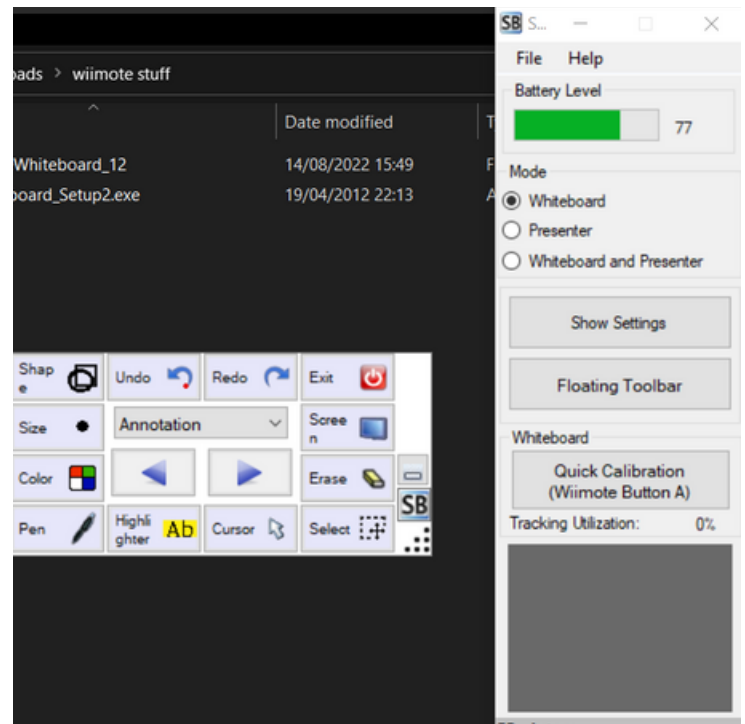 oads > wiimote stuff
Date modified
T
Whiteboard_12 14/08/2022 15:49 F
board_Setup2.exe 19/04/2012 22:13 A
Shap
e
Undo
Redo
Exit
Size
Annotation
Scree
n
Color
Erase
SB
Pen
Highli
ghter
Ab
Cursor
Select
SB S...
File Help
Battery Level
77
Mode
Whiteboard
Presenter
Whiteboard and Presenter
Show Settings
Floating Toolbar
Whiteboard
Quick Calibration
(Wiimote Button A)
Tracking Utilization: 0%